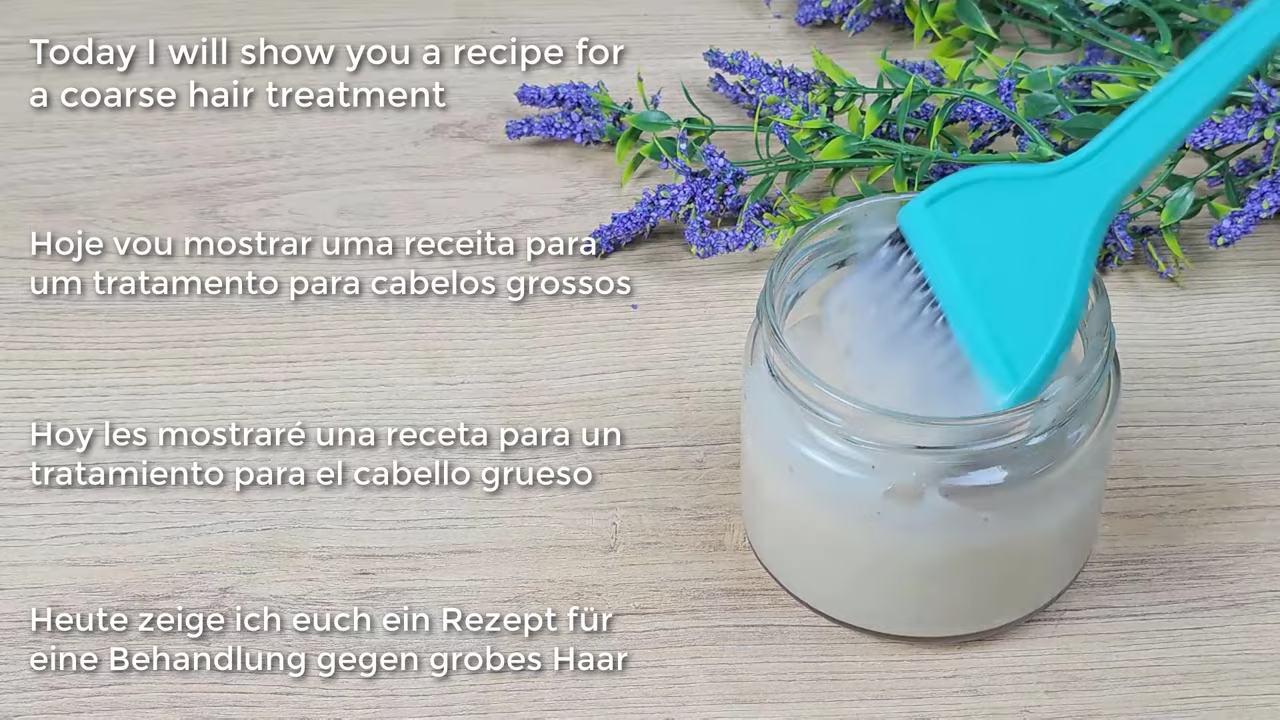 Today I will show you a recipe for
a coarse hair treatment
Hoje vou mostrar uma receita para
um tratamento para cabelos grossos
Hoy les mostraré una receta para un
tratamiento para el cabello grueso
Heute zeige ich euch ein Rezept für
eine Behandlung gegen grobes Haar